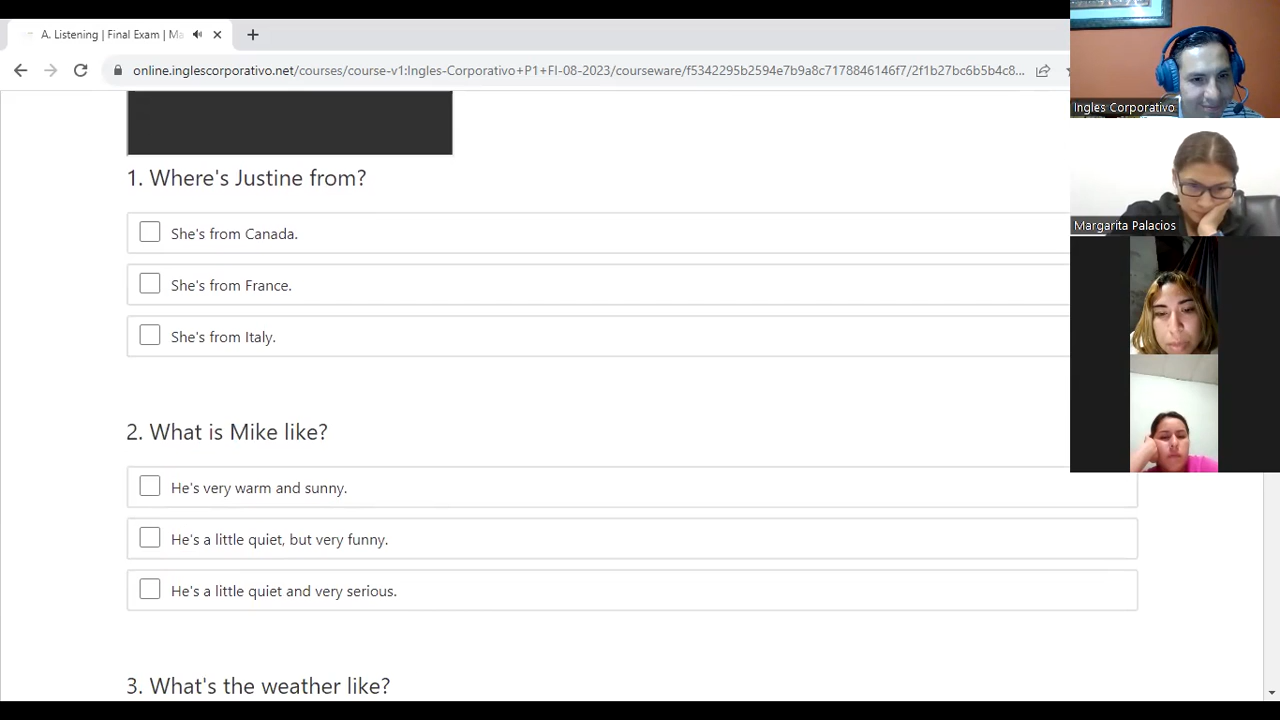 A. Listening | Final Exam | Ma
online.inglescorporativo.net/courses/course-v1:Ingles-Corporativo+P1+FI-08-2023/courseware/f5342295b2594e7b9a8c7178846146f7/2f1b27bc6b5b4c8...
Ingles Corporativo
Margarita Palacios
1. Where's Justine from?
She's from Canada.
She's from France.
She's from Italy.
2. What is Mike like?
He's very warm and sunny.
He's a little quiet, but very funny.
He's a little quiet and very serious.
3. What's the weather like?